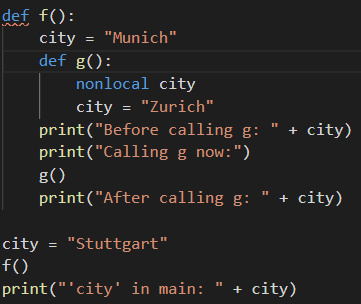 def f():
    city = "Munich"
    def g():
        nonlocal city
        city = "Zurich"
    print("Before calling g: " + city)
    print("Calling g now:")
    g()
    print("After calling g: " + city)

city = "Stuttgart"
f()
print("'city' in main: " + city)